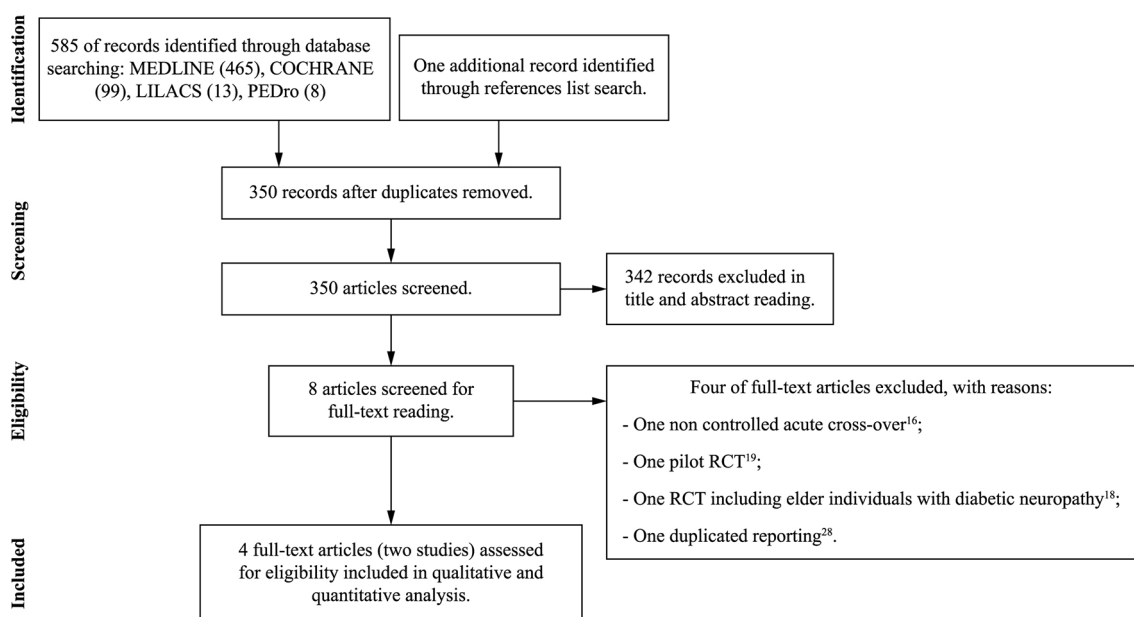 Identification
585 of records identified through database
searching: MEDLINE (465), COCHRANE
(99), LILACS (13), PEDro (8)
One additional record identified
through references list search.
Screening
350 records after duplicates removed.
350 articles screened.
342 records excluded in
title and abstract reading.
Eligibility
8 articles screened for
full-text reading.
Four of full-text articles excluded, with reasons:
- One non controlled acute cross-over¹⁶;
- One pilot RCT¹⁹;
- One RCT including elder individuals with diabetic neuropathy¹⁸;
- One duplicated reporting²⁸.
Included
4 full-text articles (two studies) assessed
for eligibility included in qualitative and
quantitative analysis.